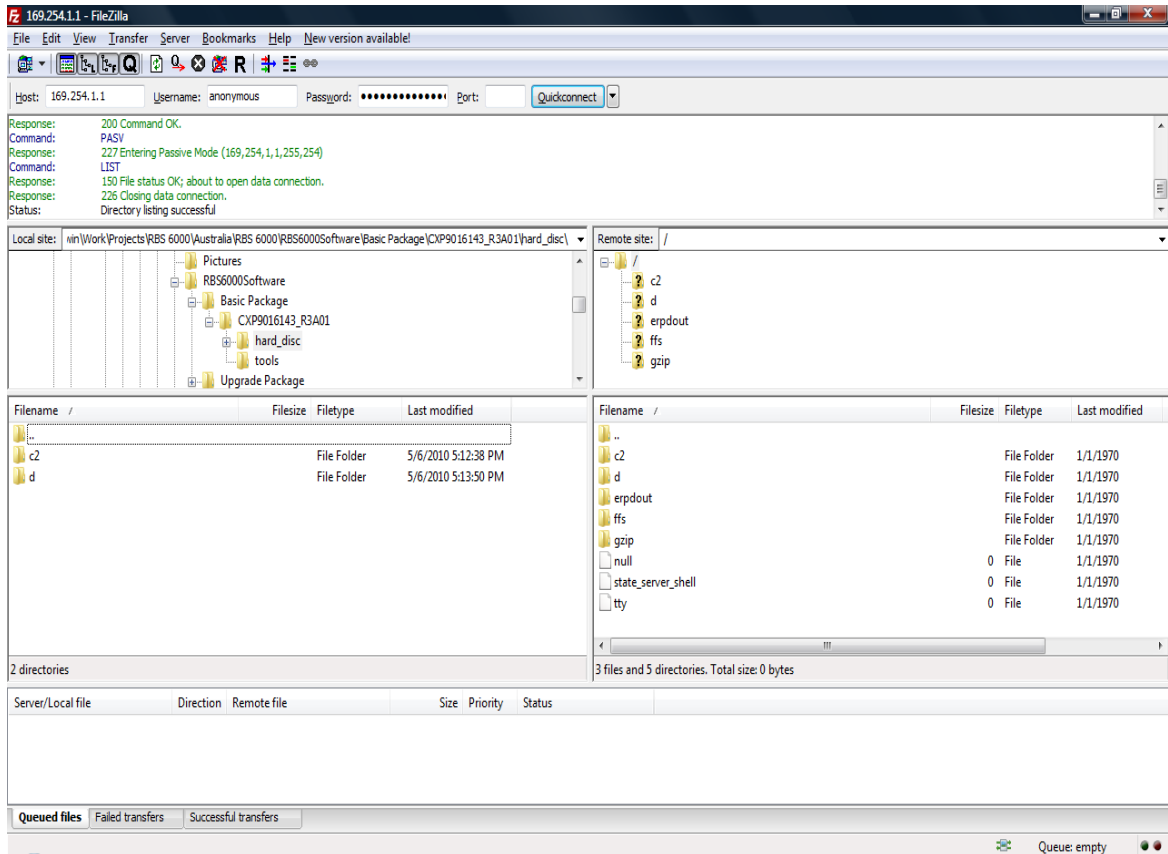 169.254.1.1 - FileZilla
File Edit View Transfer Server Bookmarks Help New version available!
Host: 169.254.1.1 Username: anonymous Password: ●●●●●●●●●●●●●● Port: Quickconnect
Response: 200 Command OK.
Command: PASV
Response: 227 Entering Passive Mode (169,254,1,1,255,254)
Command: LIST
Response: 150 File status OK; about to open data connection.
Response: 226 Closing data connection.
Status: Directory listing successful
Local site: vin\Work\Projects\RBS 6000\Australia\RBS 6000\RBS6000Software\Basic Package\CXP9016143_R3A01\hard_disc\
Remote site: /
Pictures
RBS6000Software
Basic Package
CXP9016143_R3A01
hard_disc
tools
Upgrade Package
/
c2
d
erpdout
ffs
gzip
Filename / Filesize Filetype Last modified
..
c2 File Folder 5/6/2010 5:12:38 PM
d File Folder 5/6/2010 5:13:50 PM
2 directories
Filename / Filesize Filetype Last modified
..
c2 File Folder 1/1/1970
d File Folder 1/1/1970
erpdout File Folder 1/1/1970
ffs File Folder 1/1/1970
gzip File Folder 1/1/1970
null 0 File 1/1/1970
state_server_shell 0 File 1/1/1970
tty 0 File 1/1/1970
3 files and 5 directories. Total size: 0 bytes
Server/Local file Direction Remote file Size Priority Status
Queued files Failed transfers Successful transfers
Queue: empty